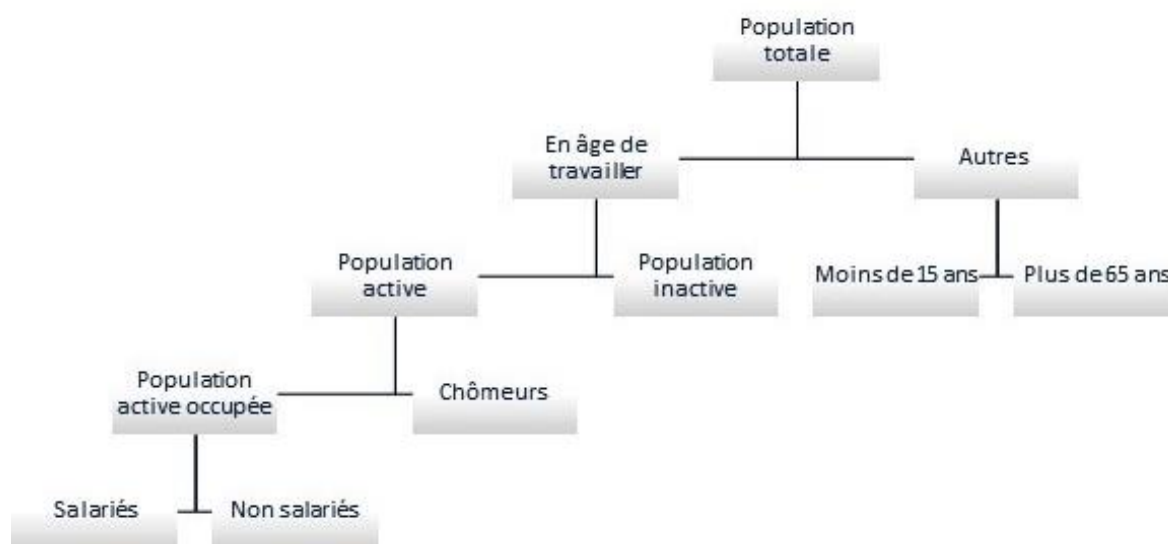 Population
totale
En âge de
travailler
Autres
Population
active
Population
inactive
Moins de 15 ans
Plus de 65 ans
Population
active occupée
Chômeurs
Salariés
Non salariés